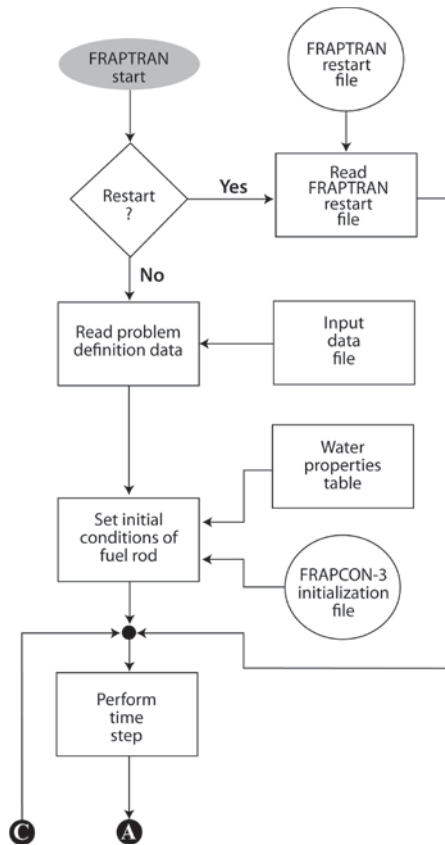 FRAPTRAN
start
FRAPTRAN
restart
file
Restart
?
Yes
Read
FRAPTRAN
restart
file
No
Read problem
definition data
Input
data
file
Water
properties
table
Set initial
conditions of
fuel rod
FRAPCON-3
initialization
file
Perform
time
step
C
A